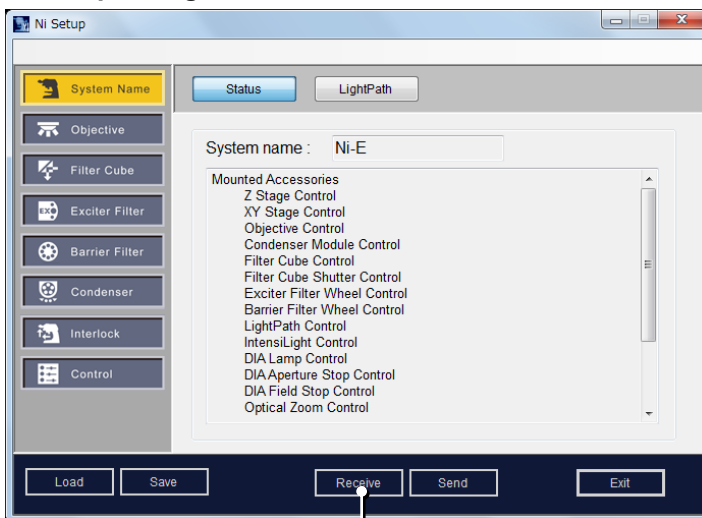 Ni Setup
System Name
Objective
Filter Cube
EXC
Exciter Filter
Barrier Filter
Condenser
Interlock
Control
Status
LightPath
System name : Ni-E
Mounted Accessories
Z Stage Control
XY Stage Control
Objective Control
Condenser Module Control
Filter Cube Control
Filter Cube Shutter Control
Exciter Filter Wheel Control
Barrier Filter Wheel Control
LightPath Control
IntensiLight Control
DIA Lamp Control
DIA Aperture Stop Control
DIA Field Stop Control
Optical Zoom Control
Load
Save
Receive
Send
Exit